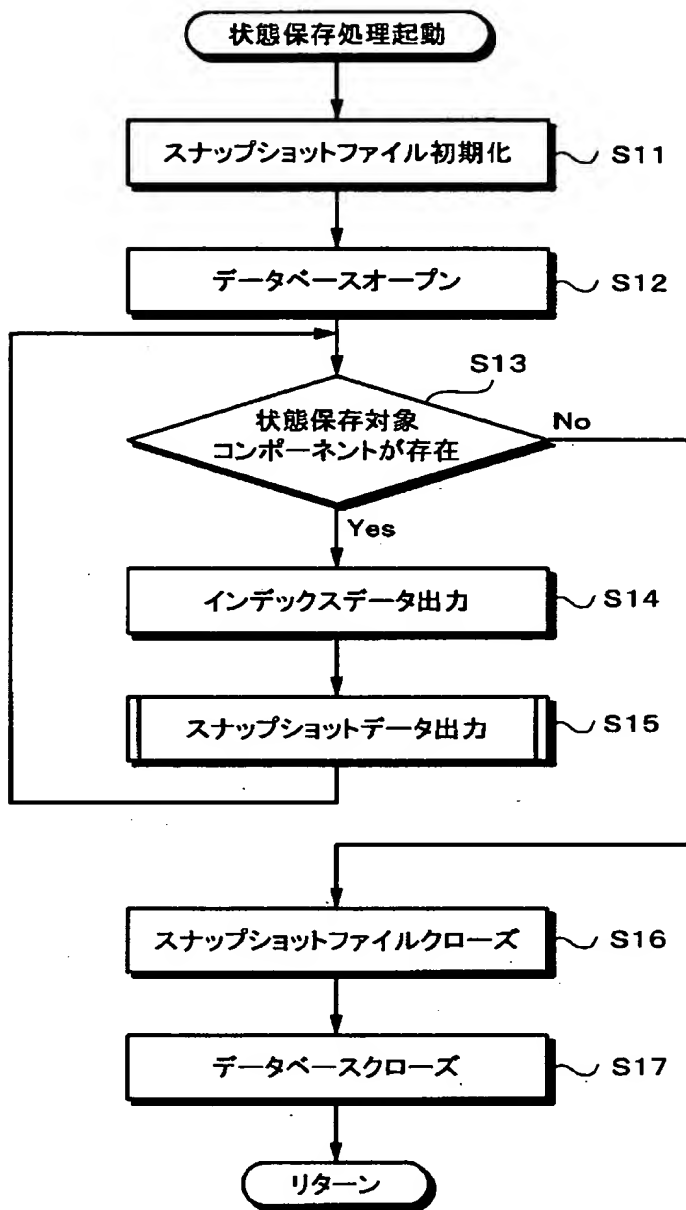 状態保存処理起動
スナップショットファイル初期化
S11
データベースオープン
S12
S13
状態保存対象
コンポーネントが存在
No
Yes
インデックスデータ出力
S14
スナップショットデータ出力
S15
スナップショットファイルクローズ
S16
データベースクローズ
S17
リターン